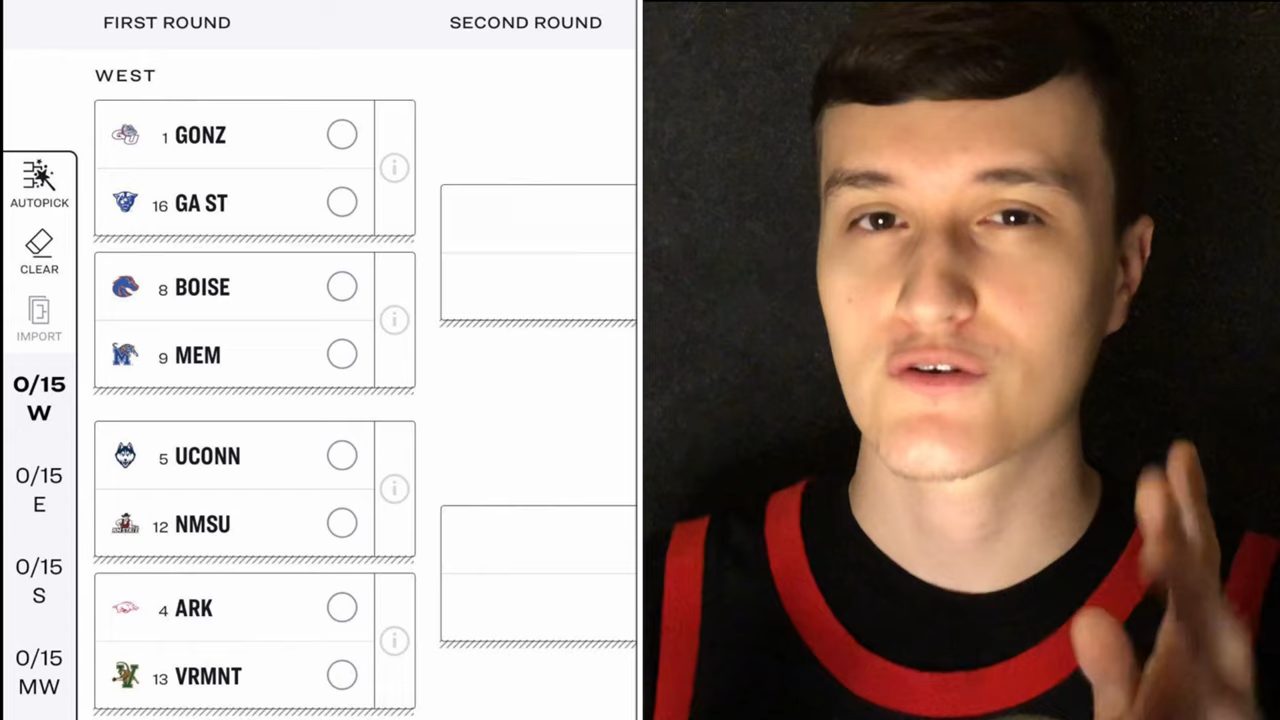 FIRST ROUND
SECOND ROUND
WEST
1 GONZ
16 GA ST
8 BOISE
9 MEM
5 UCONN
12 NMSU
4 ARK
13 VRMNT
AUTOPICK
CLEAR
IMPORT
0/15
W
0/15
E
0/15
S
0/15
MW